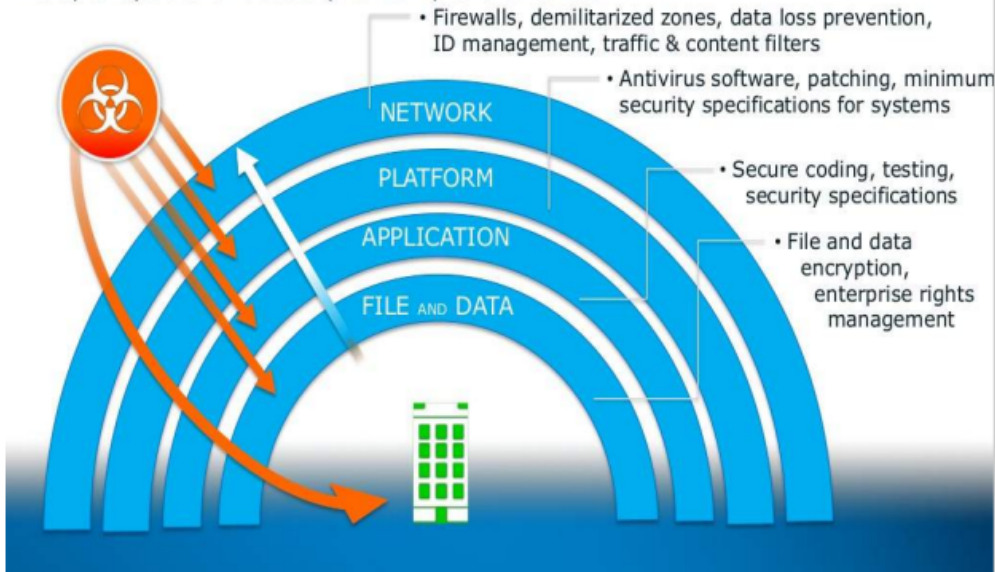 • Firewalls, demilitarized zones, data loss prevention,
ID management, traffic & content filters
• Antivirus software, patching, minimum
security specifications for systems
• Secure coding, testing,
security specifications
• File and data
encryption,
enterprise rights
management
NETWORK
PLATFORM
APPLICATION
FILE AND DATA